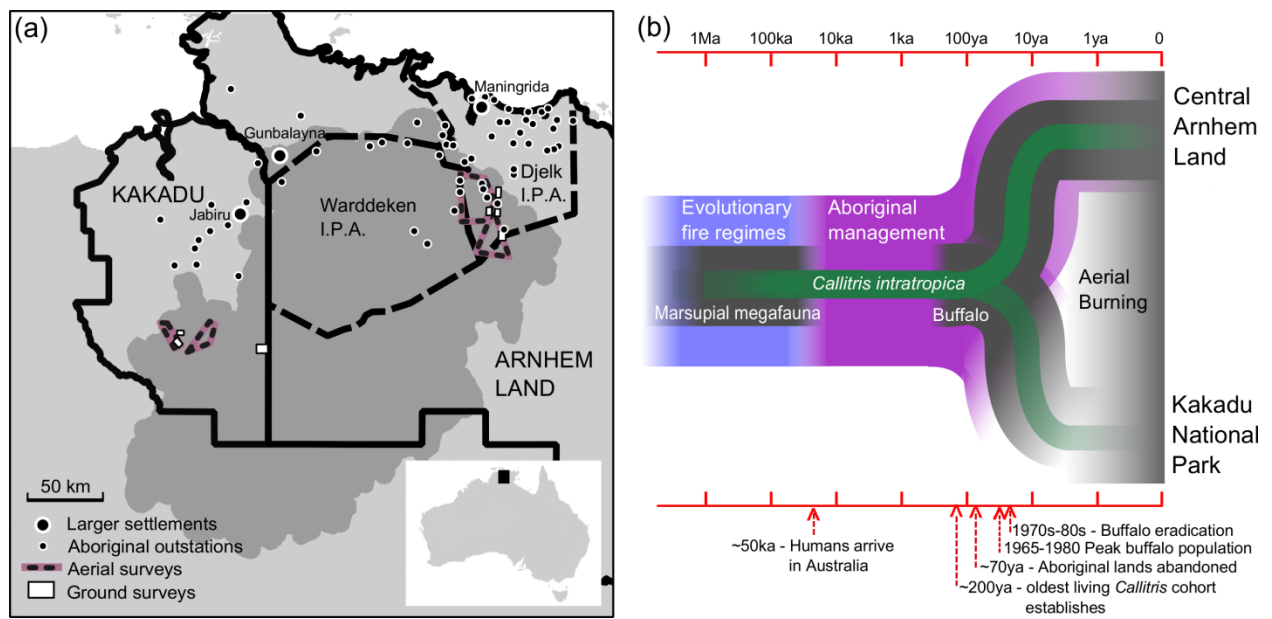 (a)
Maningrida
Gunbalayna
KAKADU
Djelk
I.P.A.
Warddeken
I.P.A.
Jabiru
ARNHEM
LAND
50 km
Larger settlements
Aboriginal outstations
Aerial surveys
Ground surveys
(b)
1Ma 100ka 10ka 1ka 100ya 10ya 1ya 0
Central
Arnhem
Land
Evolutionary
fire regimes
Aboriginal
management
Callitris intratropica
Marsupial megafauna
Buffalo
Aerial
Burning
Kakadu
National
Park
~50ka - Humans arrive
in Australia
1970s-80s - Buffalo eradication
1965-1980 Peak buffalo population
~70ya - Aboriginal lands abandoned
~200ya - oldest living Callitris cohort
establishes